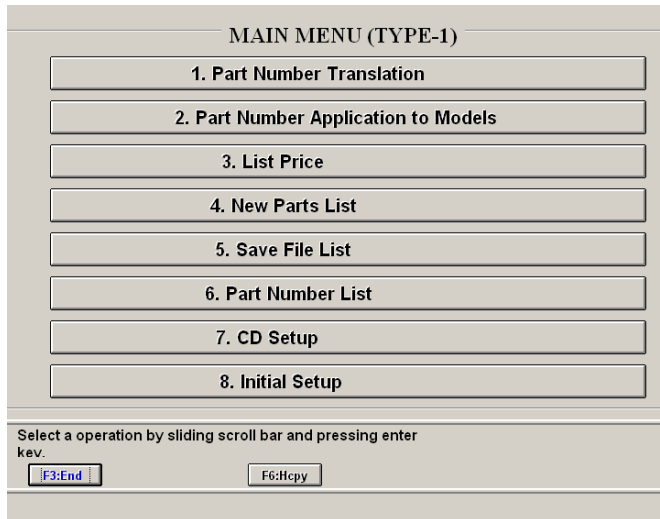 MAIN MENU (TYPE-1)
1. Part Number Translation
2. Part Number Application to Models
3. List Price
4. New Parts List
5. Save File List
6. Part Number List
7. CD Setup
8. Initial Setup
Select a operation by sliding scroll bar and pressing enter
key.
F3:End F6:Hcpy